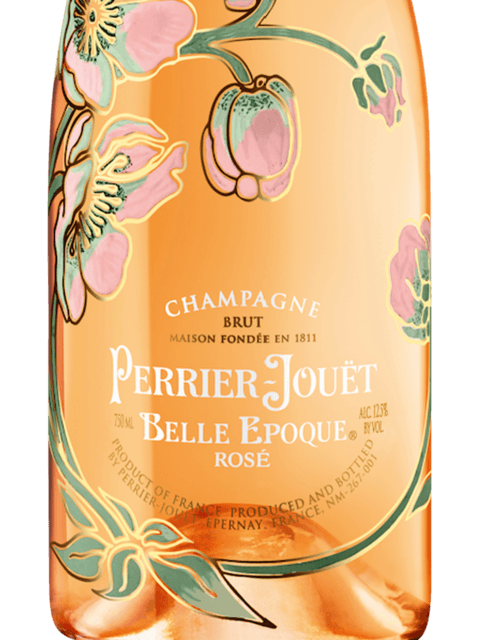 CHAMPAGNE
BRUT
MAISON FONDÉE EN 1811
PERRIER-JOUËT
750 ML
BELLE EPOQUE®
ALC. 12.5%
BY VOL.
ROSÉ
PRODUCT OF FRANCE, PRODUCED AND BOTTLED
BY PERRIER-JOUËT, EPERNAY, FRANCE, NM-267-001